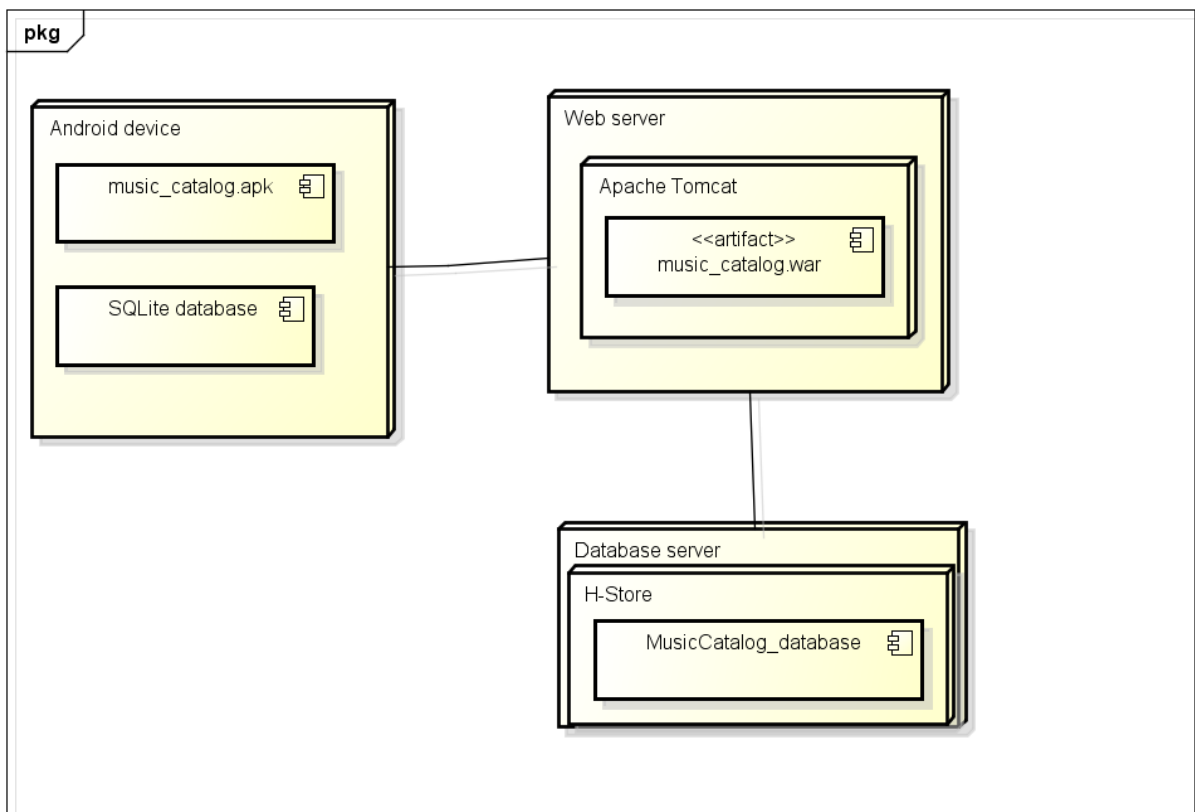 pkg
Android device
music_catalog.apk
SQLite database
Web server
Apache Tomcat
<<artifact>>
music_catalog.war
Database server
H-Store
MusicCatalog_database